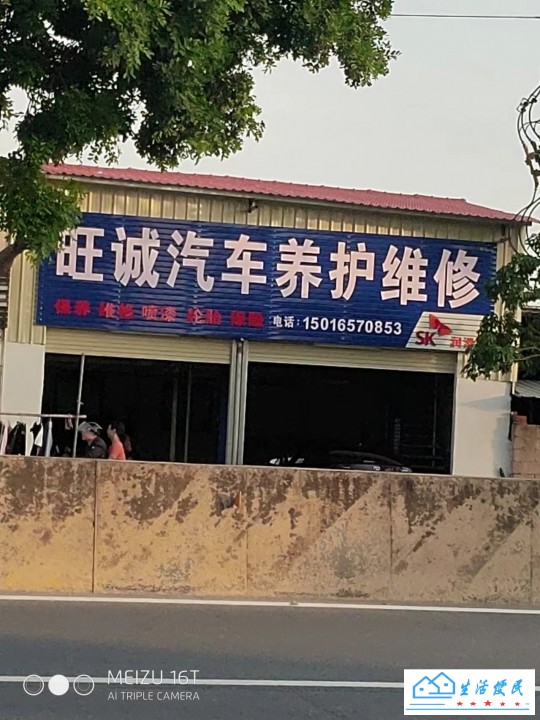 旺诚汽车养护维修
保养 维修 喷漆 轮胎 保险 电话:15016570853
SK 润滑
MEIZU 16T
AI TRIPLE CAMERA
生活便民